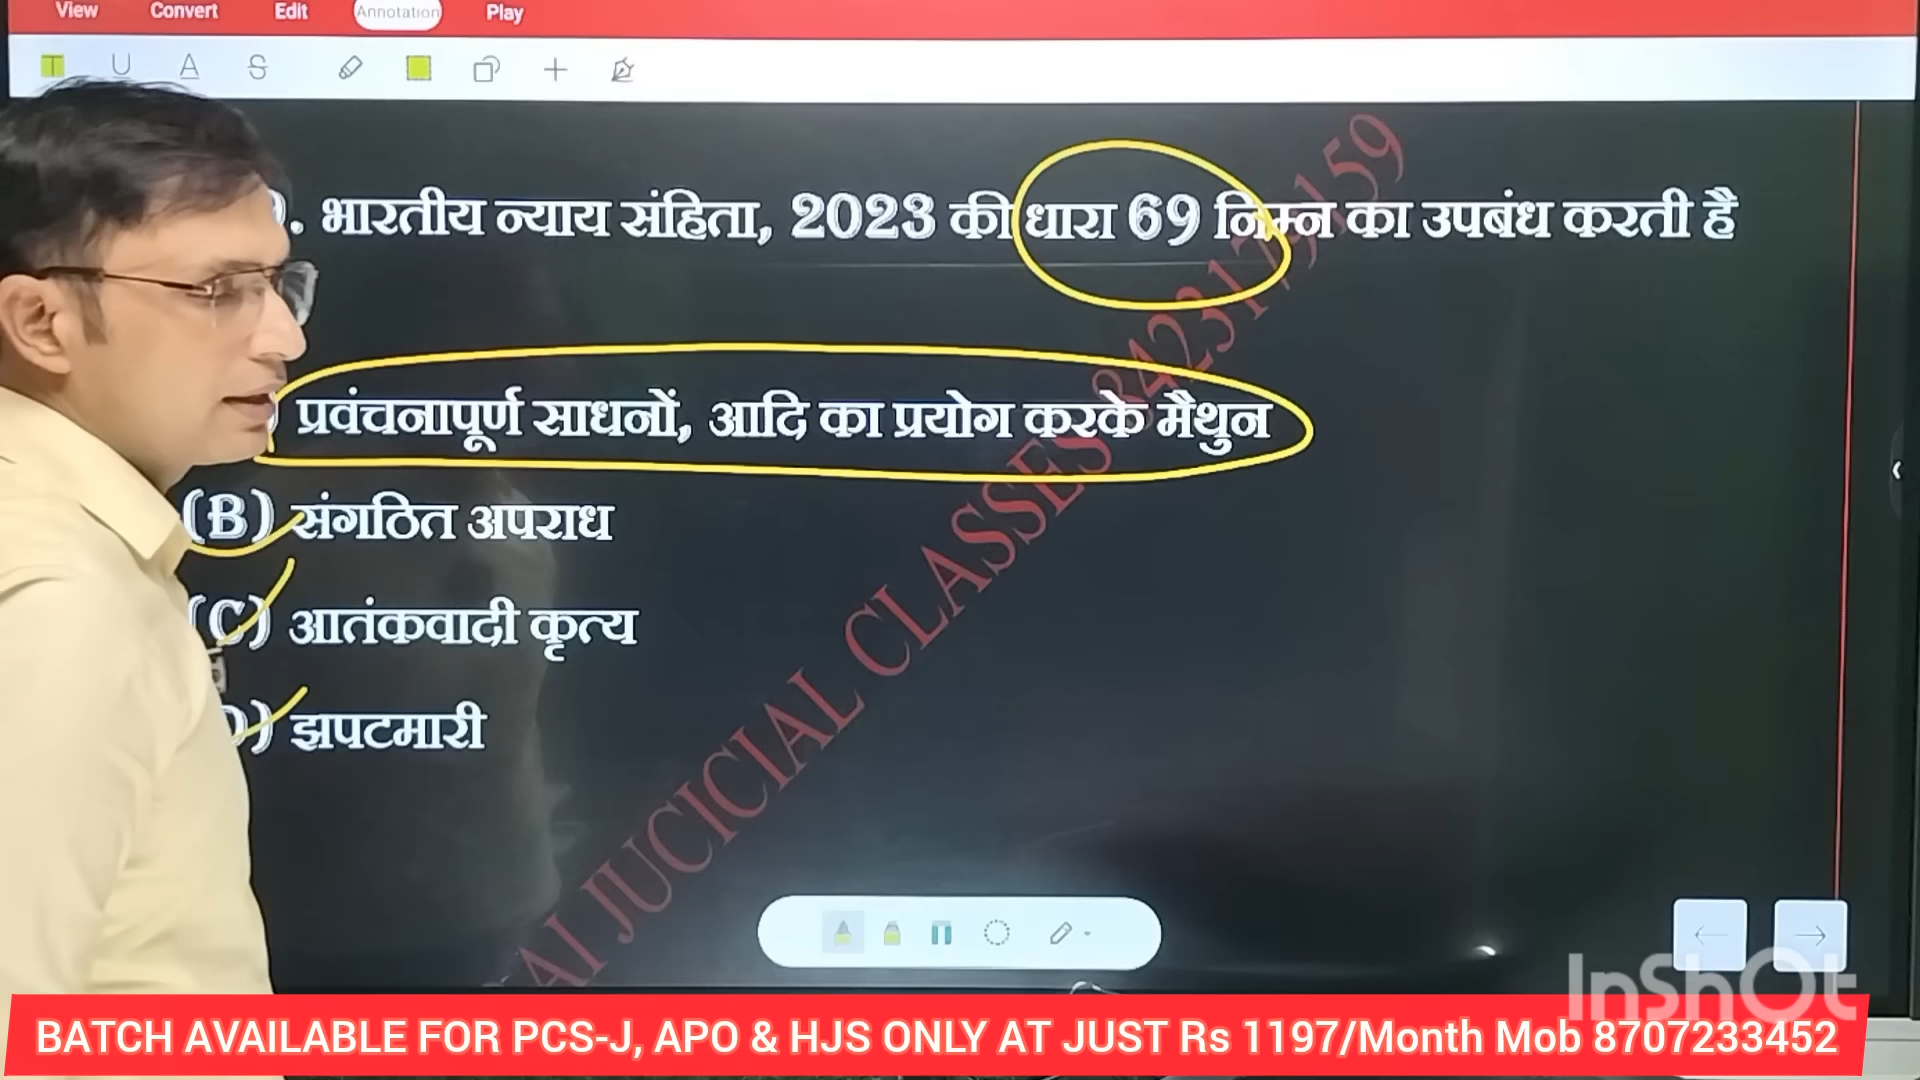 View Convert Edit Annotation Play
T U A S
. भारतीय न्याय संहिता, 2023 की धारा 69 निम्न का उपबंध करती है
) प्रवंचनापूर्ण साधनों, आदि का प्रयोग करके मैथुन
(B) संगठित अपराध
(C) आतंकवादी कृत्य
D) झपटमारी
AI JUCICIAL CLASSES 8423179159
InShOt
BATCH AVAILABLE FOR PCS-J, APO & HJS ONLY AT JUST Rs 1197/Month Mob 8707233452